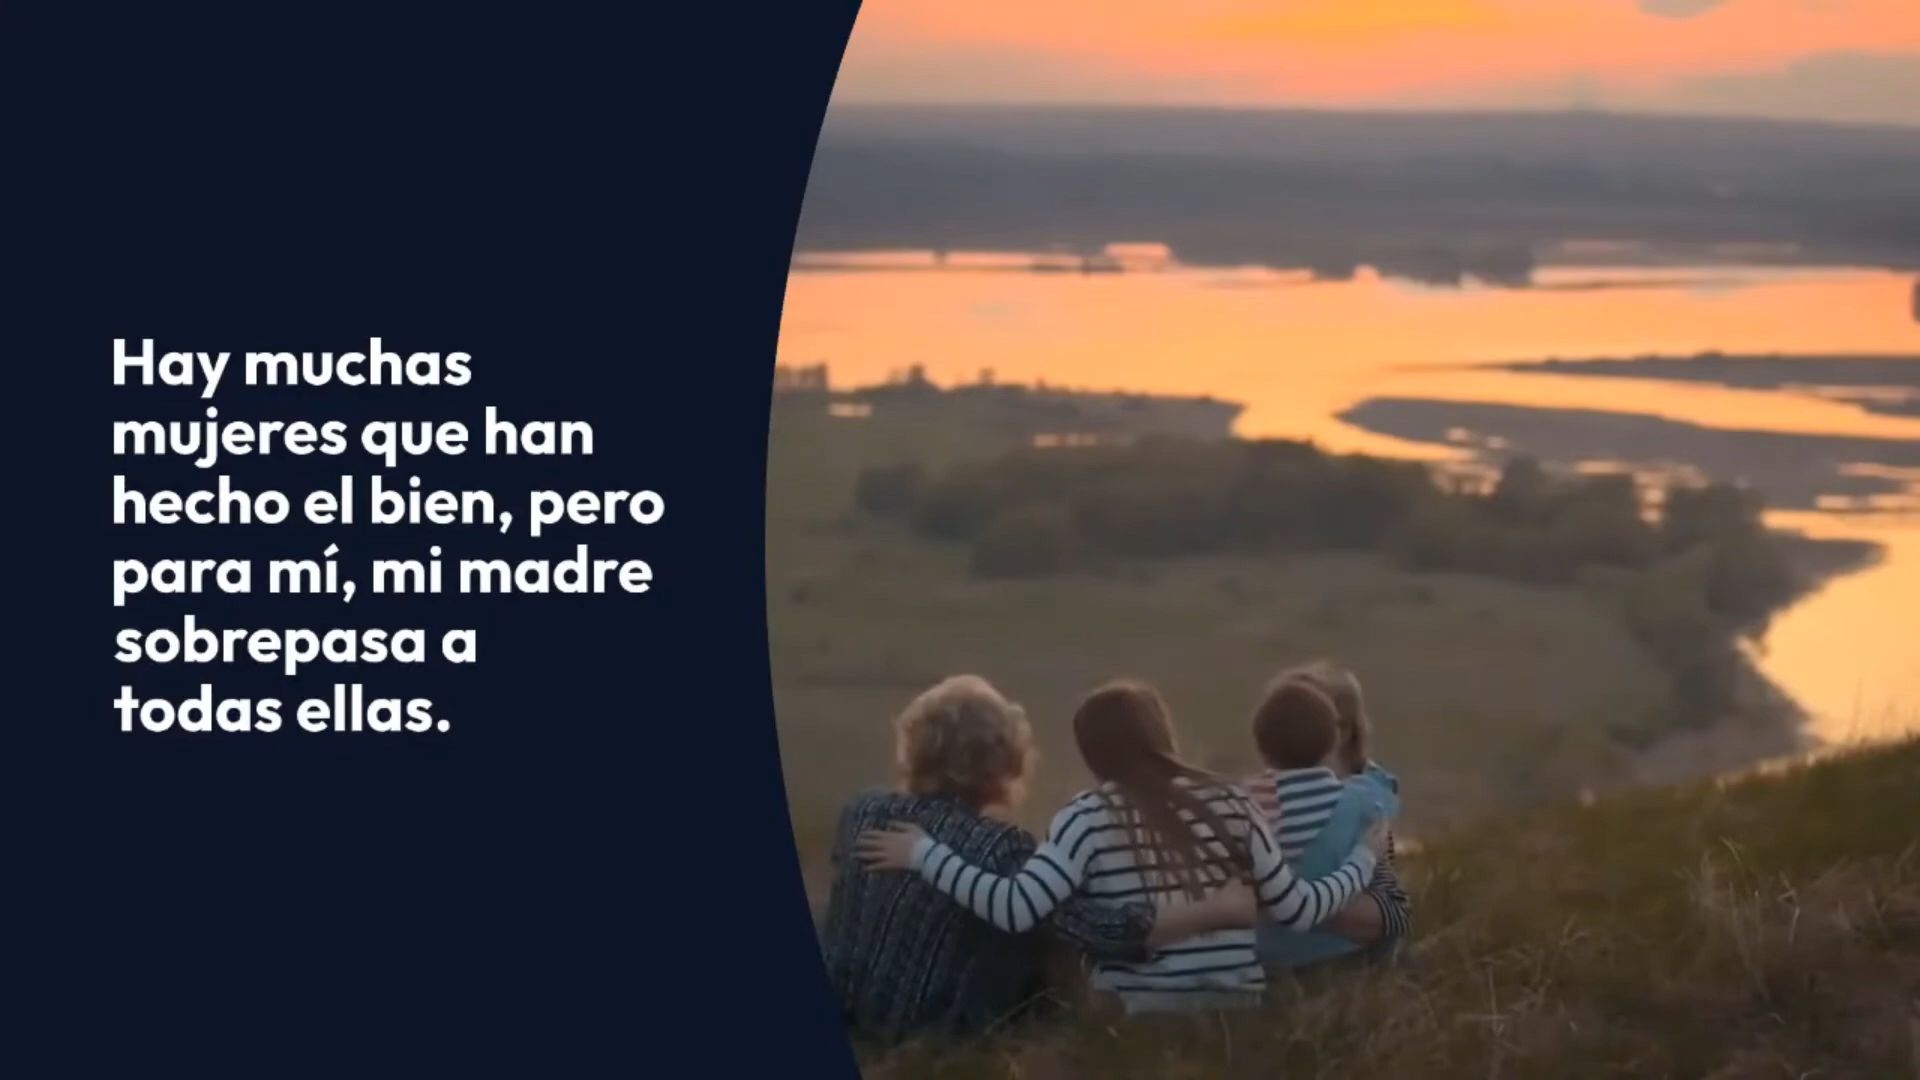 Hay muchas
mujeres que han
hecho el bien, pero
para mí, mi madre
sobrepasa a
todas ellas.